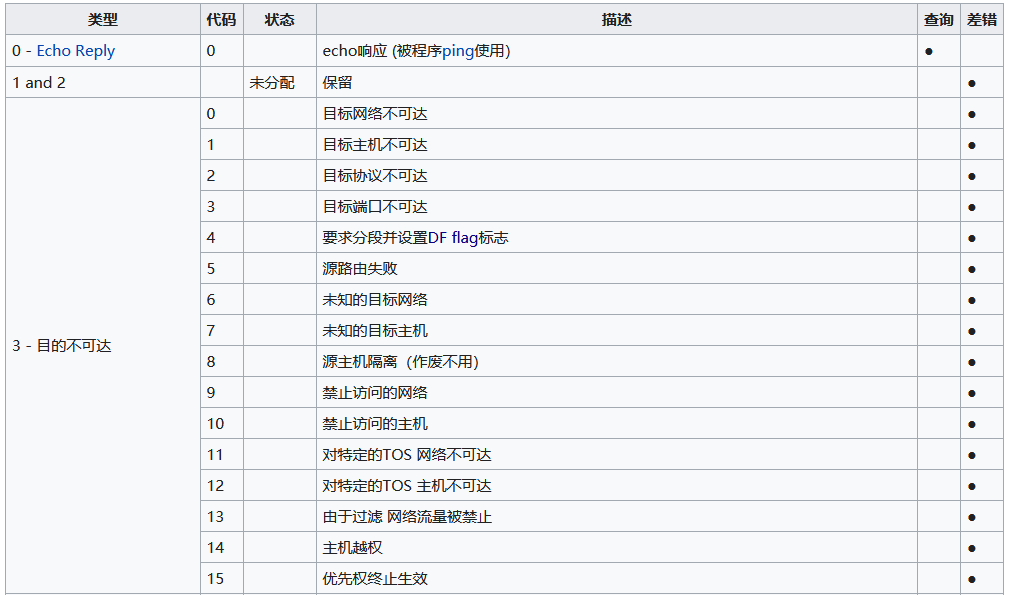 类型 代码 状态 描述 查询 差错
0 - Echo Reply 0 echo响应 (被程序ping使用) ●
1 and 2 未分配 保留 ●
0 目标网络不可达 ●
1 目标主机不可达 ●
2 目标协议不可达 ●
3 目标端口不可达 ●
4 要求分段并设置DF flag标志 ●
5 源路由失败 ●
6 未知的目标网络 ●
7 未知的目标主机 ●
3 - 目的不可达
8 源主机隔离（作废不用） ●
9 禁止访问的网络 ●
10 禁止访问的主机 ●
11 对特定的TOS 网络不可达 ●
12 对特定的TOS 主机不可达 ●
13 由于过滤 网络流量被禁止 ●
14 主机越权 ●
15 优先权终止生效 ●